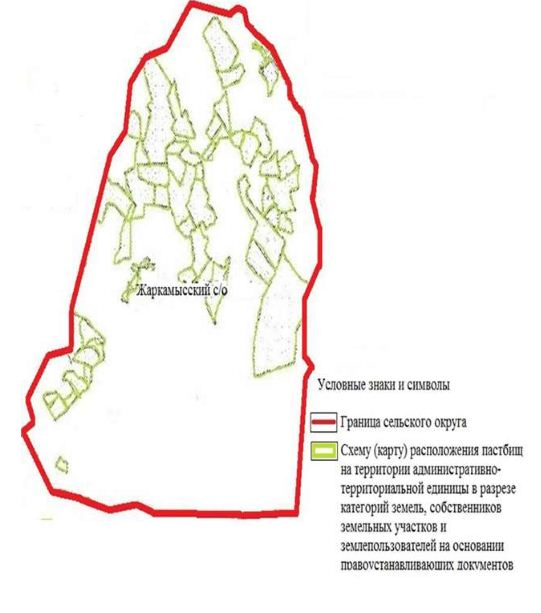 Жаркамысский с/о
Условные знаки и символы
Граница сельского округа
Схему (карту) расположения пастбищ
на территории административно-
территориальной единицы в разрезе
категорий земель, собственников
земельных участков и
землепользователей на основании
правоустанавливающих документов